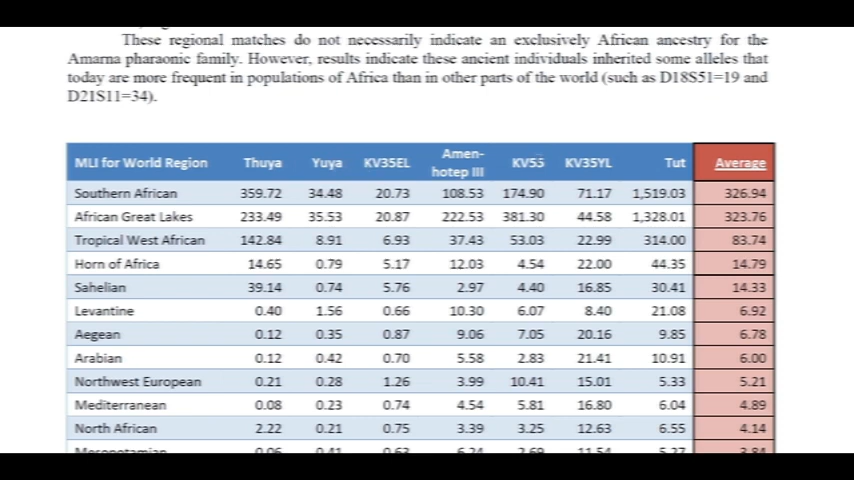 These regional matches do not necessarily indicate an exclusively African ancestry for the
Amarna pharaonic family. However, results indicate these ancient individuals inherited some alleles that
today are more frequent in populations of Africa than in other parts of the world (such as D18S51=19 and
D21S11=34).
MLI for World Region Thuya Yuya KV35EL Amen-hotep III KV55 KV35YL Tut Average
Southern African 359.72 34.48 20.73 108.53 174.90 71.17 1,519.03 326.94
African Great Lakes 233.49 35.53 20.87 222.53 381.30 44.58 1,328.01 323.76
Tropical West African 142.84 8.91 6.93 37.43 53.03 22.99 314.00 83.74
Horn of Africa 14.65 0.79 5.17 12.03 4.54 22.00 44.35 14.79
Sahelian 39.14 0.74 5.76 2.97 4.40 16.85 30.41 14.33
Levantine 0.40 1.56 0.66 10.30 6.07 8.40 21.08 6.92
Aegean 0.12 0.35 0.87 9.06 7.05 20.16 9.85 6.78
Arabian 0.12 0.42 0.70 5.58 2.83 21.41 10.91 6.00
Northwest European 0.21 0.28 1.26 3.99 10.41 15.01 5.33 5.21
Mediterranean 0.08 0.23 0.74 4.54 5.81 16.80 6.04 4.89
North African 2.22 0.21 0.75 3.39 3.25 12.63 6.55 4.14
Mesopotamian